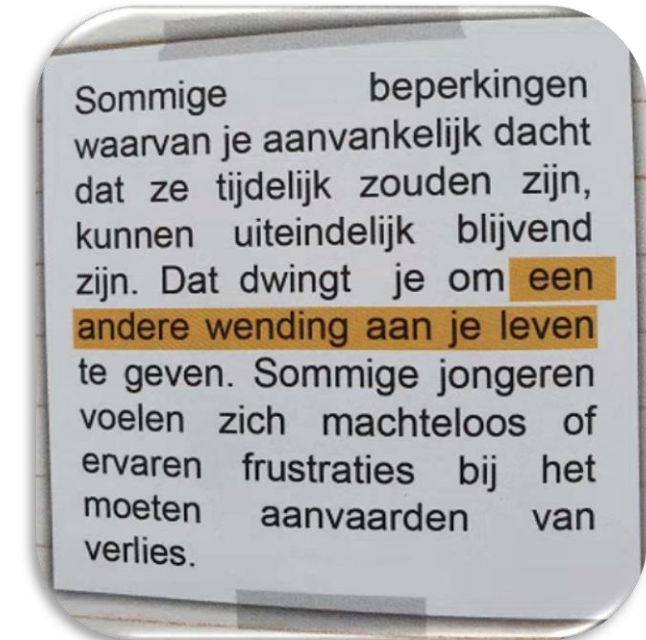 Sommige beperkingen
waarvan je aanvankelijk dacht
dat ze tijdelijk zouden zijn,
kunnen uiteindelijk blijvend
zijn. Dat dwingt je om een
andere wending aan je leven
te geven. Sommige jongeren
voelen zich machteloos of
ervaren frustraties bij het
moeten aanvaarden van
verlies.